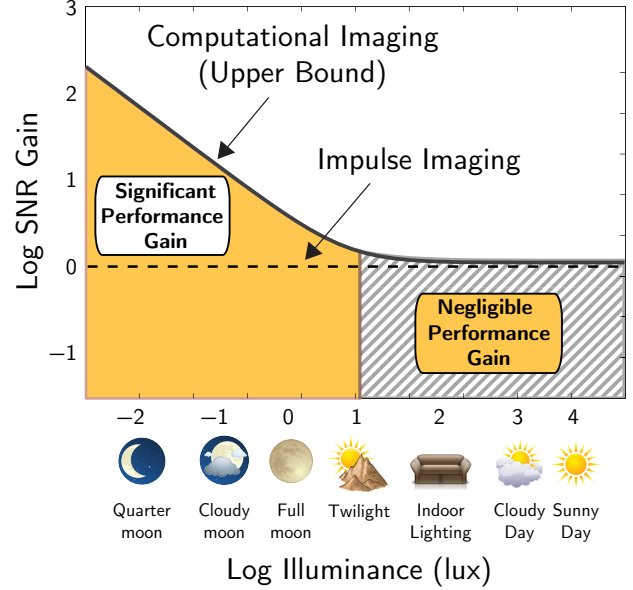 3
Computational Imaging
(Upper Bound)
2
Impulse Imaging
1
Significant
Performance
Gain
Log SNR Gain
0
Negligible
Performance
Gain
−1
−2 −1 0 1 2 3 4
Quarter moon
Cloudy moon
Full moon
Twilight
Indoor Lighting
Cloudy Day
Sunny Day
Log Illuminance (lux)